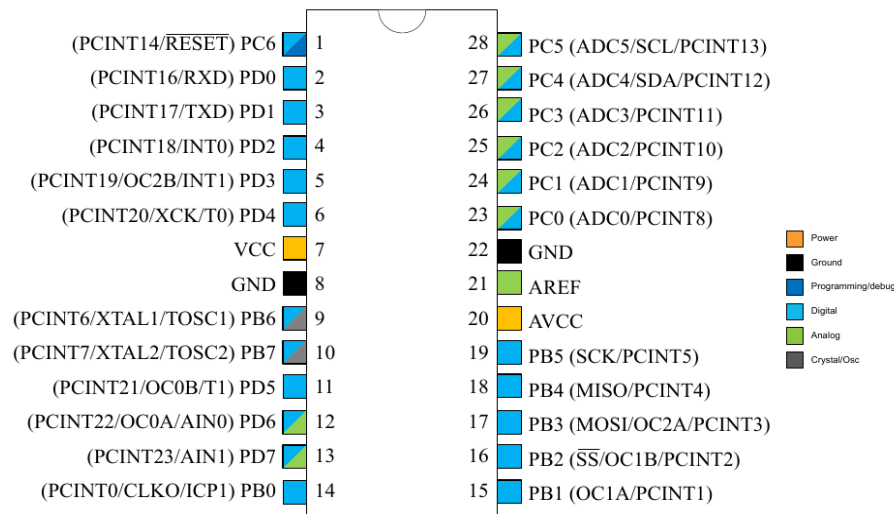 (PCINT14/RESET) PC6 1
(PCINT16/RXD) PD0 2
(PCINT17/TXD) PD1 3
(PCINT18/INT0) PD2 4
(PCINT19/OC2B/INT1) PD3 5
(PCINT20/XCK/T0) PD4 6
VCC 7
GND 8
(PCINT6/XTAL1/TOSC1) PB6 9
(PCINT7/XTAL2/TOSC2) PB7 10
(PCINT21/OC0B/T1) PD5 11
(PCINT22/OC0A/AIN0) PD6 12
(PCINT23/AIN1) PD7 13
(PCINT0/CLKO/ICP1) PB0 14
28 PC5 (ADC5/SCL/PCINT13)
27 PC4 (ADC4/SDA/PCINT12)
26 PC3 (ADC3/PCINT11)
25 PC2 (ADC2/PCINT10)
24 PC1 (ADC1/PCINT9)
23 PC0 (ADC0/PCINT8)
22 GND
21 AREF
20 AVCC
19 PB5 (SCK/PCINT5)
18 PB4 (MISO/PCINT4)
17 PB3 (MOSI/OC2A/PCINT3)
16 PB2 (SS/OC1B/PCINT2)
15 PB1 (OC1A/PCINT1)
Power
Ground
Programming/debug
Digital
Analog
Crystal/Osc